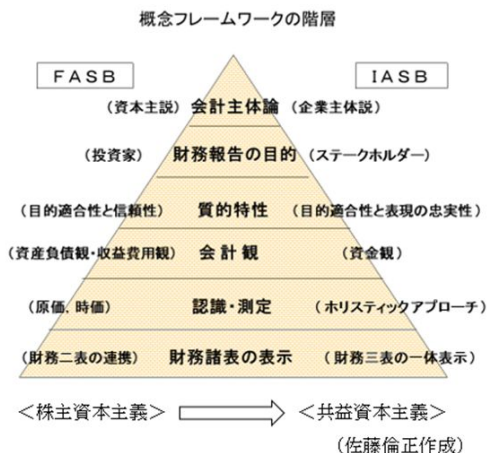 概念フレームワークの階層
FASB
IASB
(資本主説) 会計主体論 (企業主体説)
(投資家) 財務報告の目的 (ステークホルダー)
(目的適合性と信頼性) 質的特性 (目的適合性と表現の忠実性)
(資産負債観・収益費用観) 会計観 (資金観)
(原価、時価) 認識・測定 (ホリスティックアプローチ)
(財務二表の連携) 財務諸表の表示 (財務三表の一体表示)
<株主資本主義> <共益資本主義>
(佐藤倫正作成)